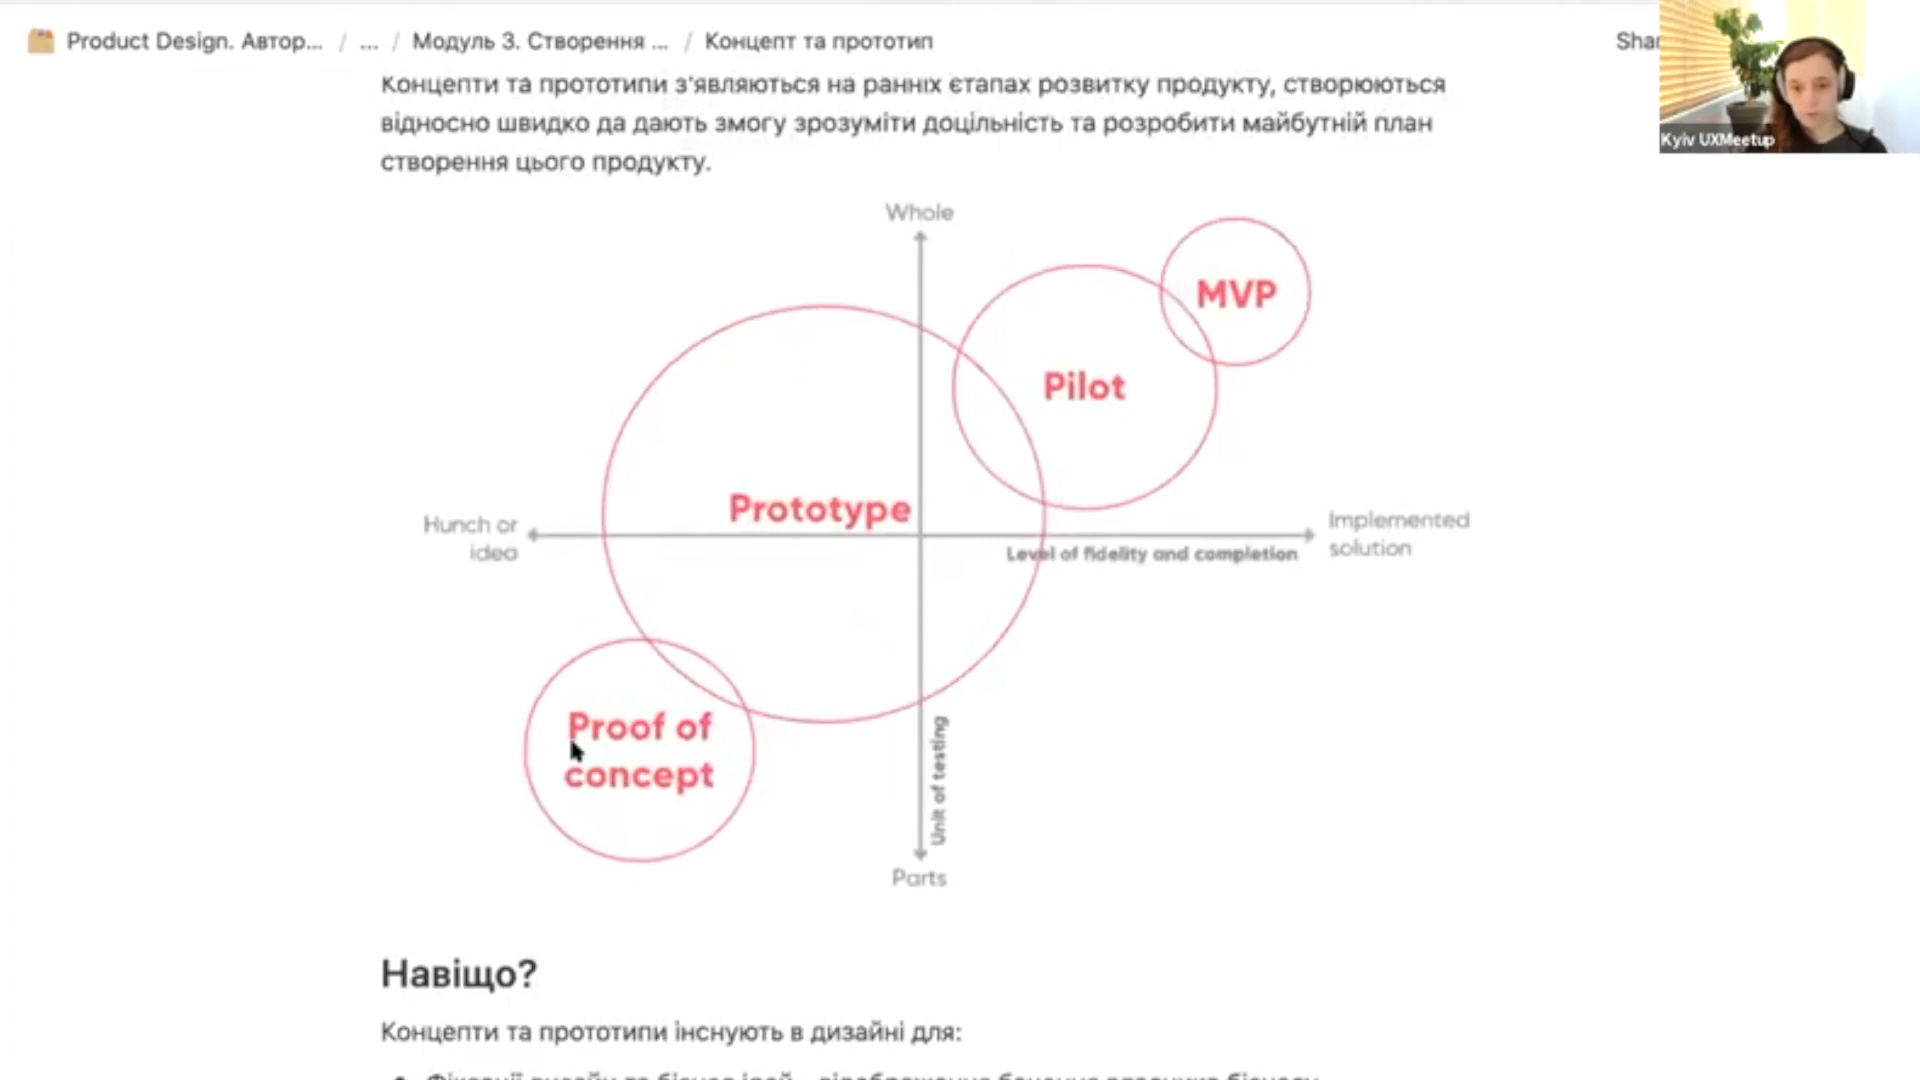 Product Design. Автор... / ... / Модуль 3. Створення ... / Концепт та прототип
Sha
Kyiv UXMeetup
Концепти та прототипи з'являються на ранніх єтапах розвитку продукту, створюються
відносно швидко да дають змогу зрозуміти доцільність та розробити майбутній план
створення цього продукту.
Whole
MVP
Pilot
Prototype
Hunch or
idea
Implemented
solution
Level of fidelity and completion
Proof of
concept
Unit of testing
Parts
Навіщо?
Концепти та прототипи існують в дизайні для: